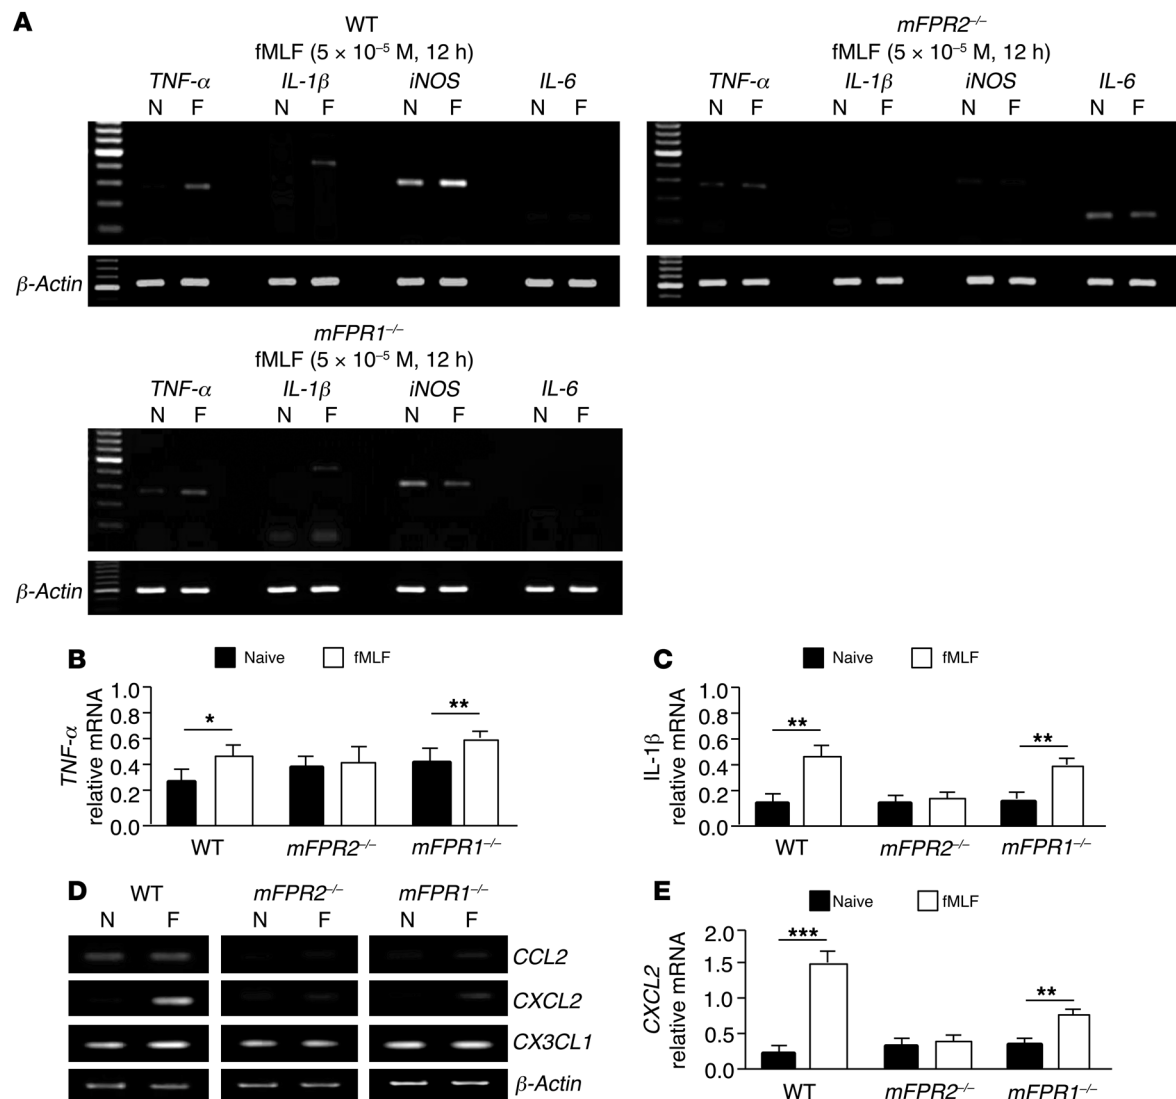 A
WT
fMLF (5 × 10⁻⁵ M, 12 h)
TNF-α IL-1β iNOS IL-6
N F N F N F N F
β-Actin
mFPR2⁻/⁻
fMLF (5 × 10⁻⁵ M, 12 h)
TNF-α IL-1β iNOS IL-6
N F N F N F N F
mFPR1⁻/⁻
fMLF (5 × 10⁻⁵ M, 12 h)
TNF-α IL-1β iNOS IL-6
N F N F N F N F
β-Actin
B
Naive fMLF
TNF-α
relative mRNA
1.0
0.8
0.6
0.4
0.2
0.0
*
**
WT mFPR2⁻/⁻ mFPR1⁻/⁻
C
Naive fMLF
IL-1β
relative mRNA
1.0
0.8
0.6
0.4
0.2
0.0
**
**
WT mFPR2⁻/⁻ mFPR1⁻/⁻
D
WT mFPR2⁻/⁻ mFPR1⁻/⁻
N F N F N F
CCL2
CXCL2
CX3CL1
β-Actin
E
Naive fMLF
CXCL2
relative mRNA
2.0
1.5
1.0
0.5
0.0
***
**
WT mFPR2⁻/⁻ mFPR1⁻/⁻